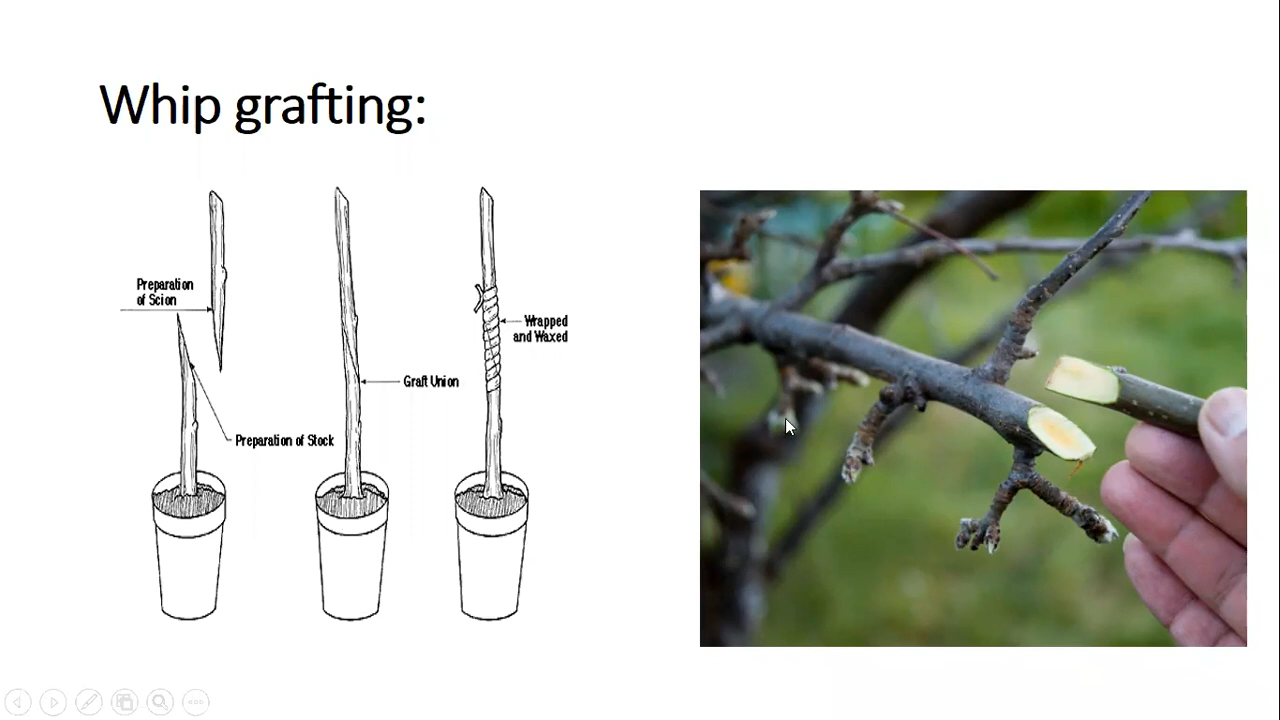 Whip grafting:
Preparation
of Scion
Preparation of Stock
Graft Union
Wrapped
and Waxed